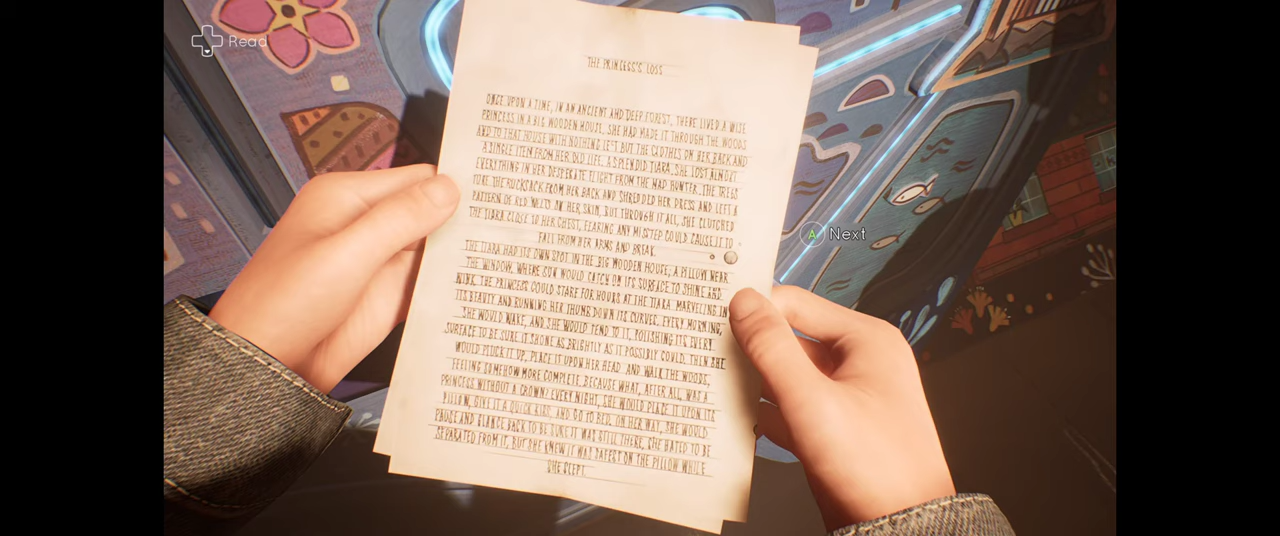 Read
THE PRINCESS'S LOSS
ONCE UPON A TIME, IN AN ANCIENT AND DEEP FOREST, THERE LIVED A WISE
PRINCESS IN A BIG WOODEN HOUSE. SHE HAD MADE IT THROUGH THE WOODS
AND TO THAT HOUSE WITH NOTHING LEFT BUT THE CLOTHES ON HER BACK AND
A SINGLE ITEM FROM HER OLD LIFE. A SPLENDID TIARA. SHE LOST ALMOST
EVERYTHING IN HER DESPERATE FLIGHT FROM THE MAD HUNTER. THE TREES
TORE THE RUCKSACK FROM HER BACK AND SHREDDED HER DRESS AND LEFT A
PATTERN OF RED WELTS ON HER SKIN, BUT THROUGH IT ALL, SHE CLUTCHED
THE TIARA CLOSE TO HER CHEST, FEARING ANY MISSTEP COULD CAUSE IT TO
FALL FROM HER ARMS AND BREAK.
THE TIARA HAD ITS OWN SPOT IN THE BIG WOODEN HOUSE, A PILLOW NEAR
THE WINDOW, WHERE SUN WOULD CATCH ON ITS SURFACE TO SHINE AND
WINK. THE PRINCESS COULD STARE FOR HOURS AT THE TIARA, MARVELING IN
ITS BEAUTY AND RUNNING HER THUMB DOWN ITS CURVES. EVERY MORNING,
SHE WOULD WAKE, AND SHE WOULD TEND TO IT, POLISHING ITS EVERY
SURFACE TO BE SURE IT SHONE AS BRIGHTLY AS IT POSSIBLY COULD. THEN SHE
WOULD PLUCK IT UP, PLACE IT UPON HER HEAD, AND WALK THE WOODS,
FEELING SOMEHOW MORE COMPLETE, BECAUSE WHAT, AFTER ALL, WAS A
PRINCESS WITHOUT A CROWN? EVERY NIGHT, SHE WOULD PLACE IT UPON ITS
PILLOW, GIVE IT A QUICK KISS, AND GO TO BED. ON HER WAY, SHE WOULD
PAUSE AND GLANCE BACK TO BE SURE IT WAS STILL THERE. SHE HATED TO BE
SEPARATED FROM IT, BUT SHE KNEW IT WAS SAFEST ON THE PILLOW WHILE
SHE SLEPT.
A Next